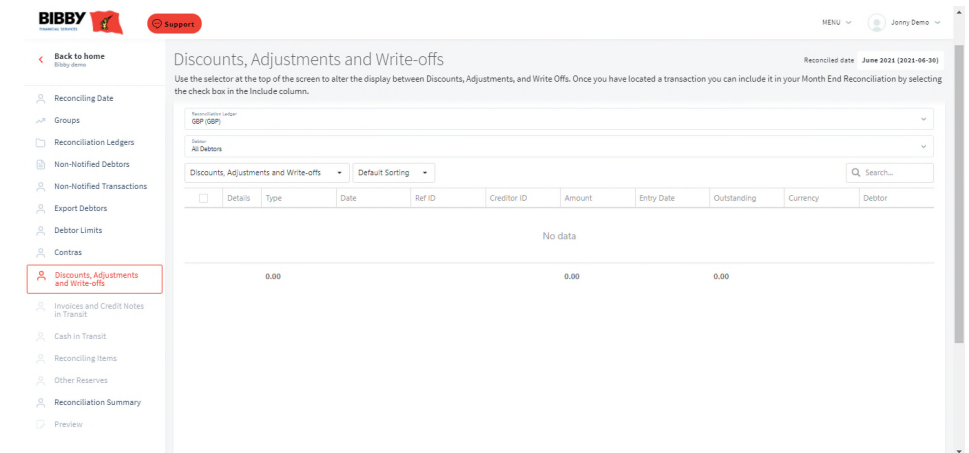 BIBBY
FINANCIAL SERVICES
Support
MENU
Jonny Demo
Back to home
Bibby demo
Reconciling Date
Groups
Reconciliation Ledgers
Non-Notified Debtors
Non-Notified Transactions
Export Debtors
Debtor Limits
Contras
Discounts, Adjustments
and Write-offs
Invoices and Credit Notes
in Transit
Cash in Transit
Reconciling Items
Other Reserves
Reconciliation Summary
Preview
Discounts, Adjustments and Write-offs
Reconciled date June 2021 (2021-06-30)
Use the selector at the top of the screen to alter the display between Discounts, Adjustments, and Write Offs. Once you have located a transaction you can include it in your Month End Reconciliation by selecting
the check box in the Include column.
Reconciliation Ledger
GBP (GBP)
Debtor
All Debtors
Discounts, Adjustments and Write-offs Default Sorting Search...
Details Type Date Ref ID Creditor ID Amount Entry Date Outstanding Currency Debtor
No data
0.00 0.00 0.00